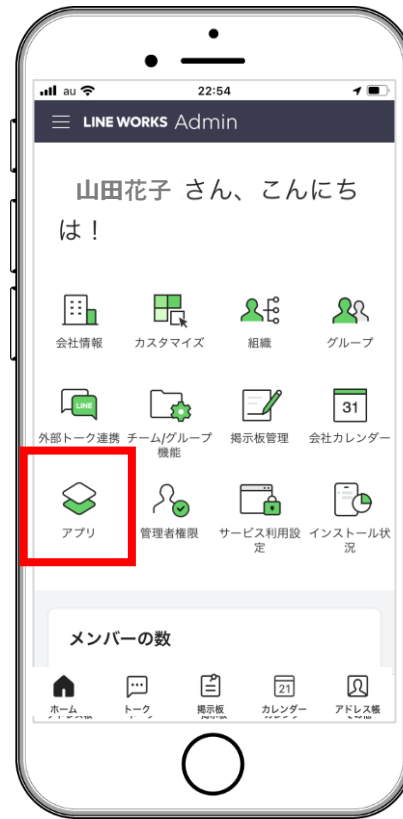 au 22:54
LINE WORKS Admin
山田花子 さん、こんにち
は！
会社情報 カスタマイズ 組織 グループ
LINE 31
外部トーク連携 チーム/グループ 掲示板管理 会社カレンダー
機能
アプリ 管理者権限 サービス利用設 インストール状
定 況
メンバーの数
21
ホーム トーク 掲示板 カレンダー アドレス帳